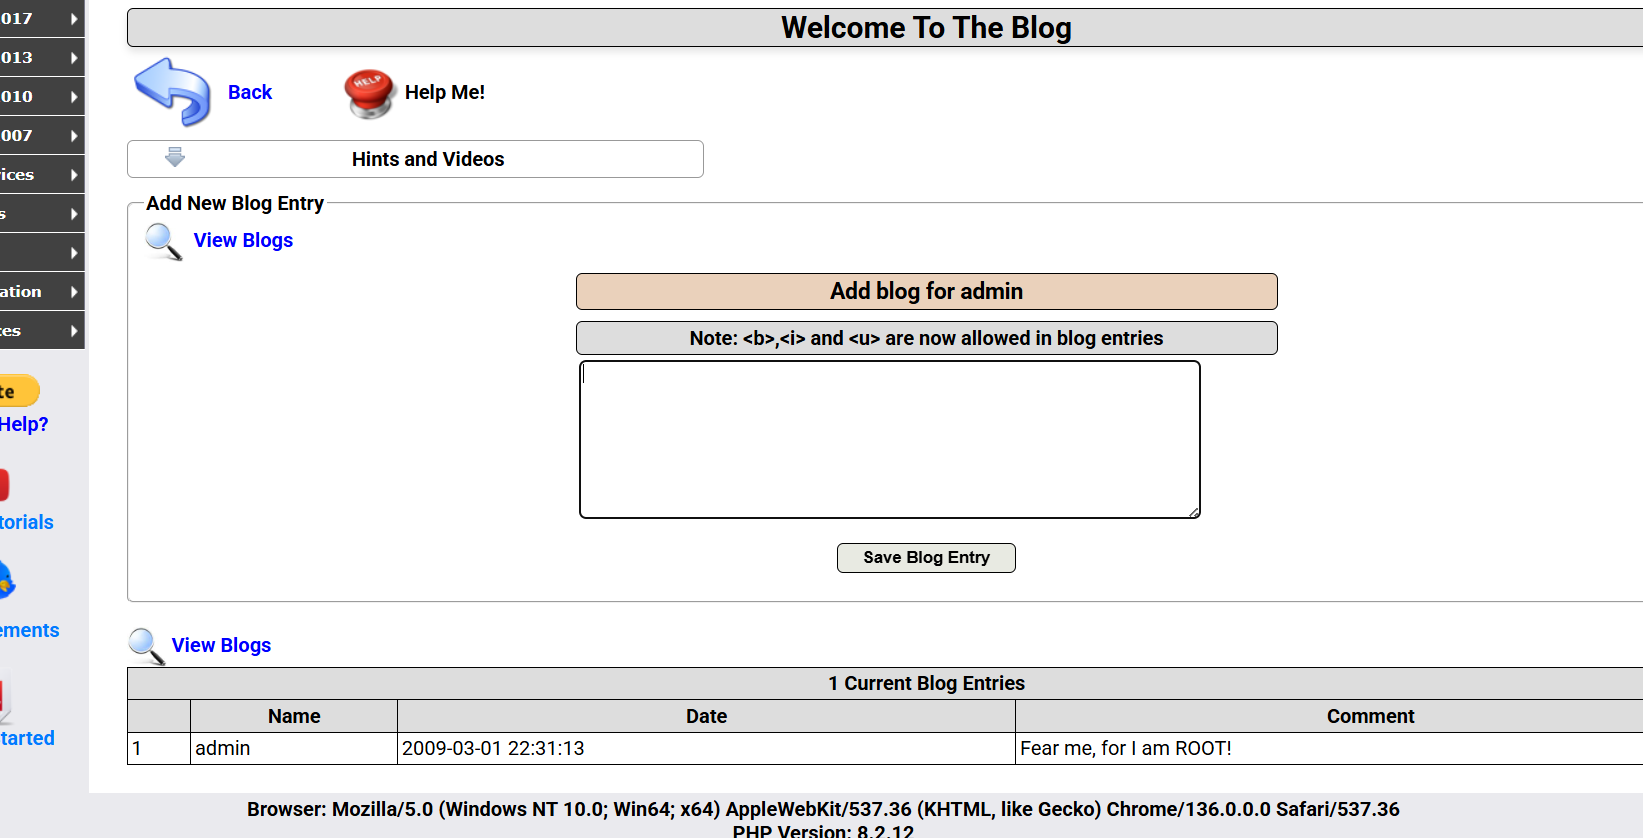 017
Welcome To The Blog
013
010
Back
HELP
Help Me!
007
Hints and Videos
ices
s
Add New Blog Entry
View Blogs
ation
Add blog for admin
ces
Note: <b>,<i> and <u> are now allowed in blog entries
te
Help?
torials
Save Blog Entry
ements
View Blogs
1 Current Blog Entries
Name Date Comment
tarted
1 admin 2009-03-01 22:31:13 Fear me, for I am ROOT!
Browser: Mozilla/5.0 (Windows NT 10.0; Win64; x64) AppleWebKit/537.36 (KHTML, like Gecko) Chrome/136.0.0.0 Safari/537.36
PHP Version: 8.2.12